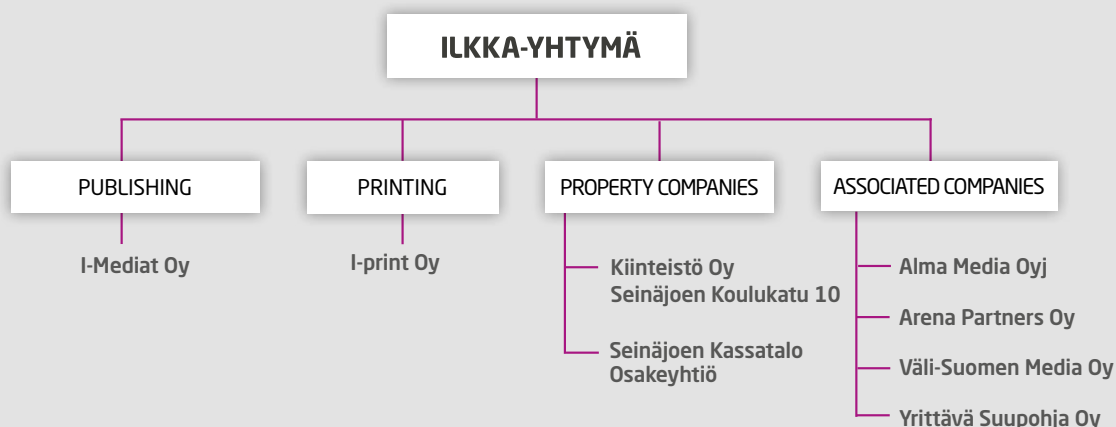 ILKKA-YHTYMÄ
PUBLISHING
I-Mediat Oy
PRINTING
I-print Oy
PROPERTY COMPANIES
Kiinteistö Oy
Seinäjoen Koulukatu 10
Seinäjoen Kassatalo
Osakeyhtiö
ASSOCIATED COMPANIES
Alma Media Oyj
Arena Partners Oy
Väli-Suomen Media Oy
Yrittävä Suupohja Oy